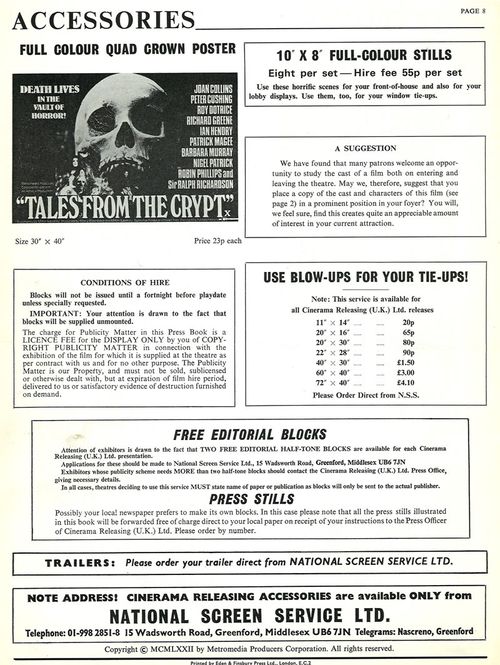 ACCESSORIES
PAGE 8
FULL COLOUR QUAD CROWN POSTER
DEATH LIVES
IN THE
VAULT OF
HORROR!
JOAN COLLINS
PETER CUSHING
ROY DOTRICE
RICHARD GREENE
IAN HENDRY
PATRICK MAGEE
BARBARA MURRAY
NIGEL PATRICK
ROBIN PHILLIPS and
Sir RALPH RICHARDSON
"TALES FROM THE CRYPT" X
Size 30" × 40"
Price 23p each
10' X 8' FULL-COLOUR STILLS
Eight per set — Hire fee 55p per set
Use these horrific scenes for your front-of-house and also for your
lobby displays. Use them, too, for your window tie-ups.
A SUGGESTION
We have found that many patrons welcome an oppor-
tunity to study the cast of a film both on entering and
leaving the theatre. May we, therefore, suggest that you
place a copy of the cast and characters of this film (see
page 2) in a prominent position in your foyer? You will,
we feel sure, find this creates quite an appreciable amount
of interest in your current attraction.
CONDITIONS OF HIRE
Blocks will not be issued until a fortnight before playdate
unless specially requested.
IMPORTANT: Your attention is drawn to the fact that
blocks will be supplied unmounted.
The charge for Publicity Matter in this Press Book is a
LICENCE FEE for the DISPLAY ONLY by you of COPY-
RIGHT PUBLICITY MATTER in connection with the
exhibition of the film for which it is supplied at the theatre as
per contract with us and for no other purpose. The Publicity
Matter is our Property, and must not be sold, sublicised
or otherwise dealt with, but at expiration of film hire period,
delivered to us or satisfactory evidence of destruction furnished
on demand.
USE BLOW-UPS FOR YOUR TIE-UPS!
Note: This service is available for
all Cinerama Releasing (U.K.) Ltd. releases
11" × 14" .... .... 20p
20" × 16" .... .... 65p
20" × 30" .... .... 80p
22" × 28" .... .... 90p
40" × 30" .... .... £1.50
60" × 40" .... .... £3.00
72" × 40" .... .... £4.10
Please Order Direct from N.S.S.
FREE EDITORIAL BLOCKS
Attention of exhibitors is drawn to the fact that TWO FREE EDITORIAL HALF-TONE BLOCKS are available for each Cinerama
Releasing (U.K.) Ltd. presentation.
Applications for these should be made to National Screen Service Ltd., 15 Wadsworth Road, Greenford, Middlesex UB6 7JN
Exhibitors whose publicity scheme needs MORE than two half-tone blocks should contact the Cinerama Releasing (U.K.) Ltd. Press Office,
giving necessary details.
In all cases, theatres deciding to use this service MUST state name of paper or publication as blocks will only be sent to the actual publisher.
PRESS STILLS
Possibly your local newspaper prefers to make its own blocks. In this case please note that all the press stills illustrated
in this book will be forwarded free of charge direct to your local paper on receipt of your instructions to the Press Officer
of Cinerama Releasing (U.K.) Ltd. Please order by number.
TRAILERS: Please order your trailer direct from NATIONAL SCREEN SERVICE LTD.
NOTE ADDRESS! CINERAMA RELEASING ACCESSORIES are available ONLY from
NATIONAL SCREEN SERVICE LTD.
Telephone: 01-998 2851-8 15 Wadsworth Road, Greenford, Middlesex UB6 7JN Telegrams: Nascreno, Greenford
Copyright © MCMLXXII by Metromedia Producers Corporation. All rights reserved.
Printed by Eden & Finsbury Press Ltd., London, E.C.2